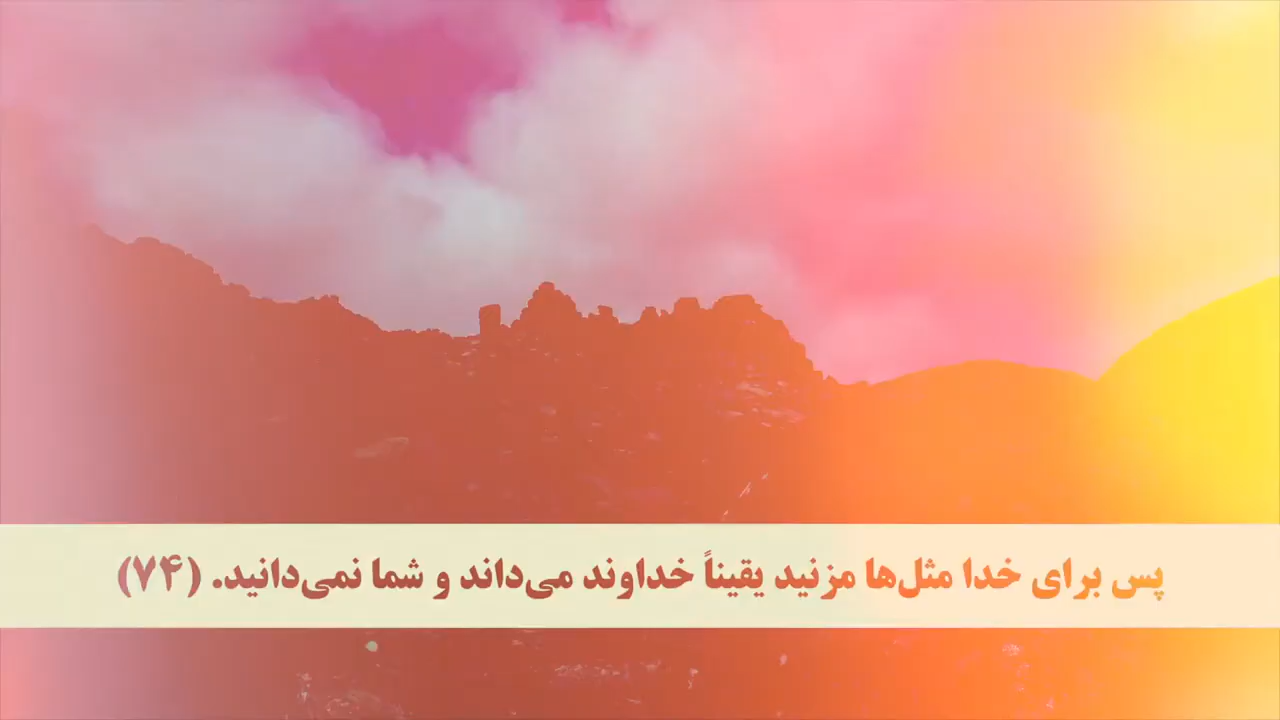 پس برای خدا مثل‌ها مزنید یقیناً خداوند می‌داند و شما نمی‌دانید. (۷۴)